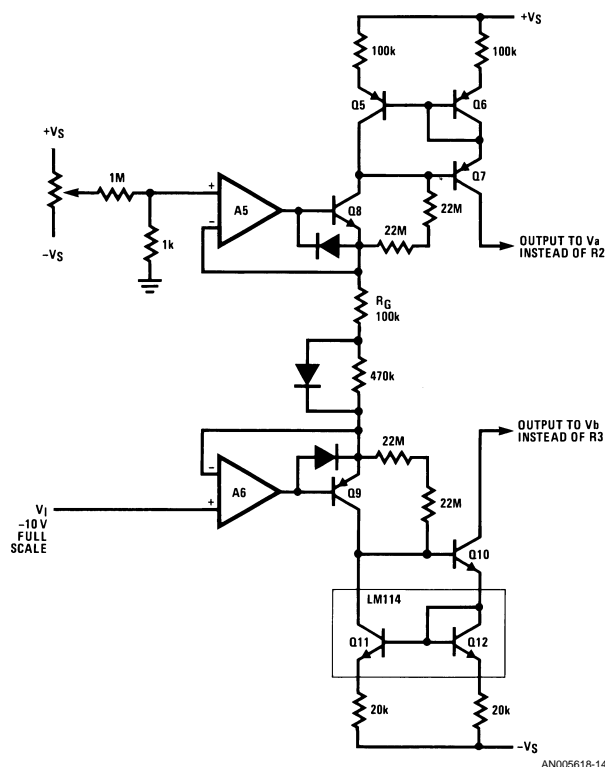 +VS
100k
100k
Q5
Q6
+VS
1M
+
A5
Q8
Q7
22M
–
22M
–VS
1k
OUTPUT TO Va
INSTEAD OF R2
RG
100k
470k
OUTPUT TO Vb
INSTEAD OF R3
22M
–
A6
Q9
VI
+
22M
–10 V
FULL
SCALE
Q10
LM114
Q11
Q12
20k
20k
–VS
AN005618-14